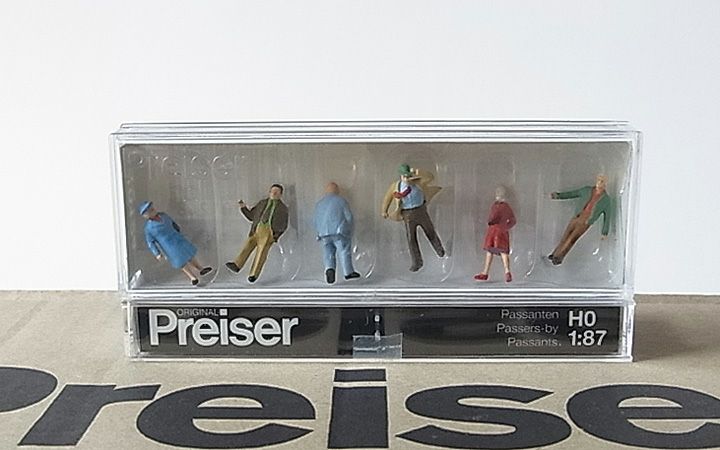 Preiser
ORIGINAL
Preiser
Passanten
Passers-by
Passants.
H0
1:87
Preise